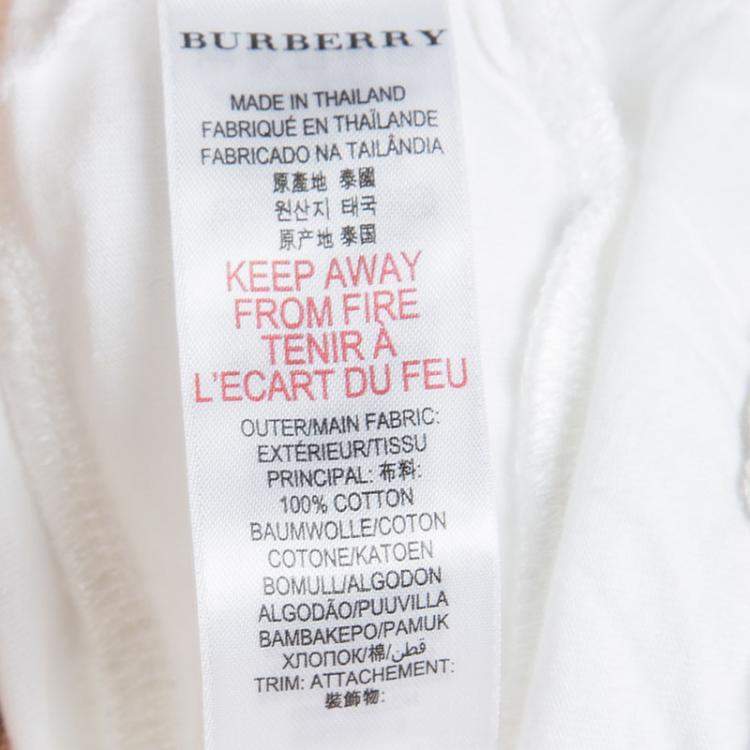 BURBERRY
MADE IN THAILAND
FABRIQUÉ EN THAÏLANDE
FABRICADO NA TAILÂNDIA
原產地 泰國
원산지 태국
原产地 泰国
KEEP AWAY
FROM FIRE
TENIR À
L'ECART DU FEU
OUTER/MAIN FABRIC:
EXTÉRIEUR/TISSU
PRINCIPAL: 布料:
100% COTTON
BAUMWOLLE/COTON
COTONE/KATOEN
BOMULL/ALGODON
ALGODÃO/PUUVILLA
BAMBAKEPO/PAMUK
ХЛОПОК/棉/قطن
TRIM: ATTACHEMENT:
裝飾物: